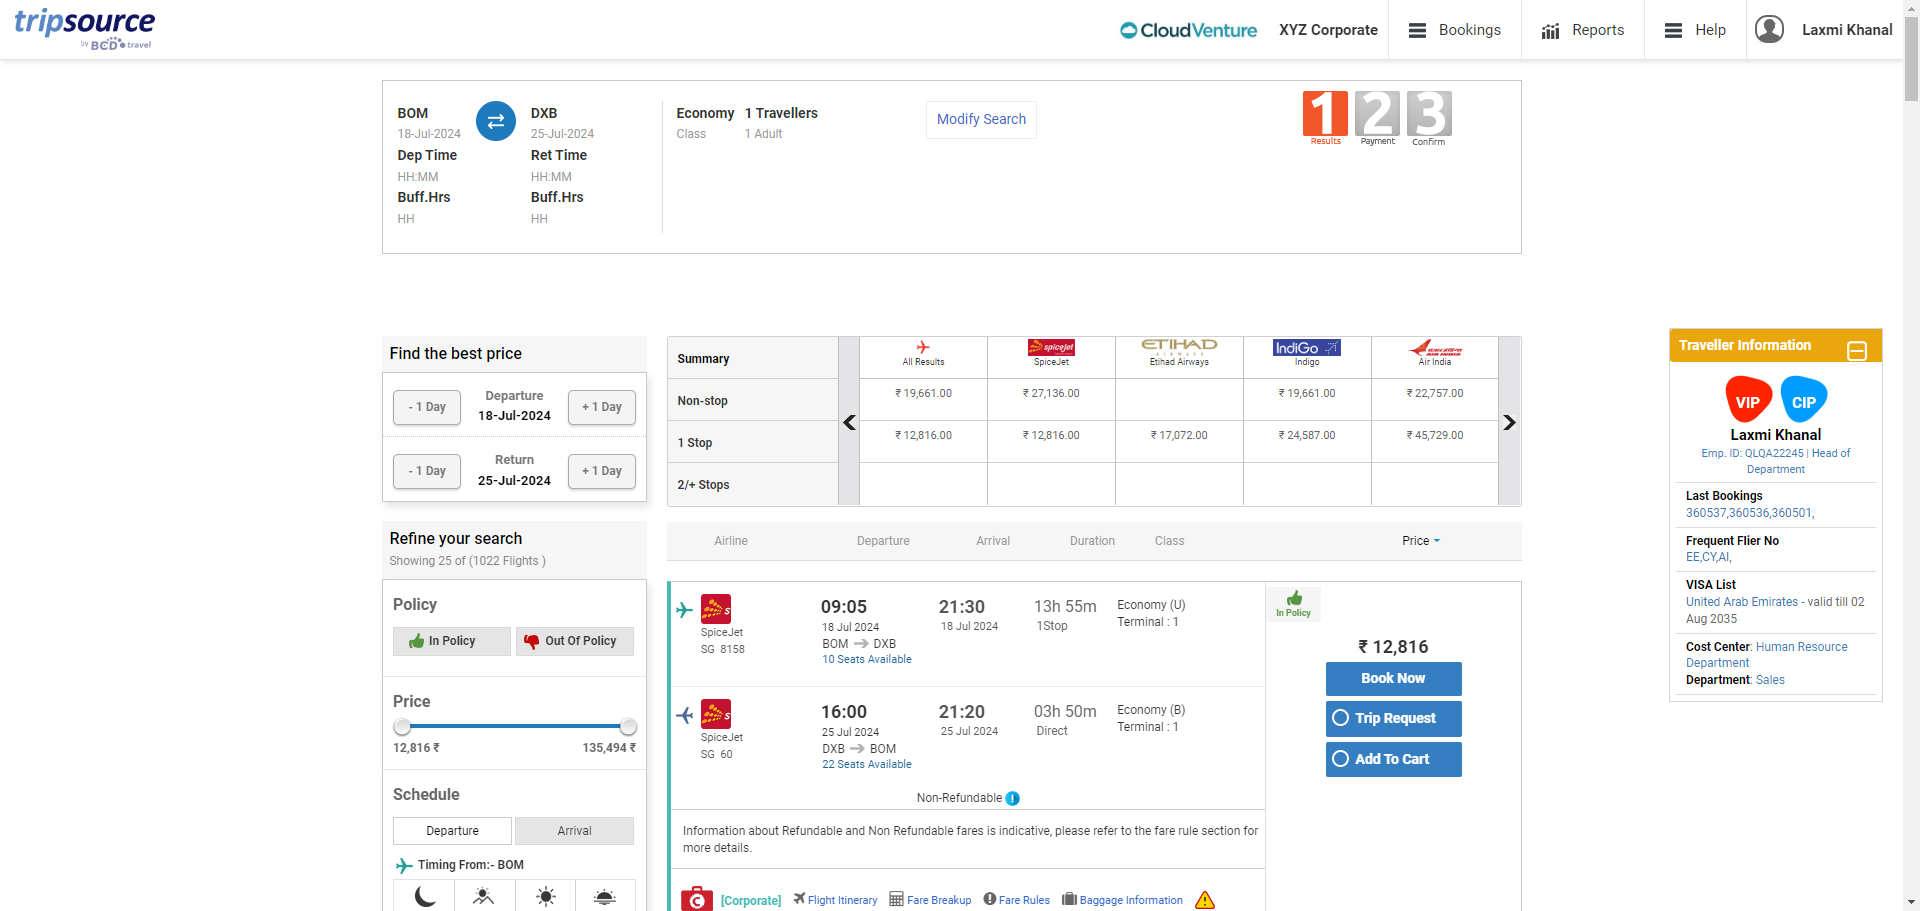 tripsource
by BCD travel
CloudVenture
XYZ Corporate
Bookings
Reports
Help
Laxmi Khanal
BOM
18-Jul-2024
Dep Time
HH:MM
Buff.Hrs
HH
DXB
25-Jul-2024
Ret Time
HH:MM
Buff.Hrs
HH
Economy
Class
1 Travellers
1 Adult
Modify Search
1 2 3
Results Payment Confirm
Find the best price
- 1 Day
Departure
18-Jul-2024
+ 1 Day
- 1 Day
Return
25-Jul-2024
+ 1 Day
Refine your search
Showing 25 of (1022 Flights )
Policy
In Policy
Out Of Policy
Price
12,816 ₹
135,494 ₹
Schedule
Departure
Arrival
Timing From:- BOM
Summary
All Results
spicejet
SpiceJet
ETIHAD
AIRWAYS
Etihad Airways
IndiGo
Indigo
AIR INDIA
Air India
Non-stop
₹ 19,661.00
₹ 27,136.00
₹ 19,661.00
₹ 22,757.00
1 Stop
₹ 12,816.00
₹ 12,816.00
₹ 17,072.00
₹ 24,587.00
₹ 45,729.00
2/+ Stops
Airline
Departure
Arrival
Duration
Class
Price
SpiceJet
SG 8158
09:05
18 Jul 2024
BOM DXB
10 Seats Available
21:30
18 Jul 2024
13h 55m
1Stop
Economy (U)
Terminal : 1
In Policy
₹ 12,816
Book Now
Trip Request
Add To Cart
SpiceJet
SG 60
16:00
25 Jul 2024
DXB BOM
22 Seats Available
21:20
25 Jul 2024
03h 50m
Direct
Economy (B)
Terminal : 1
Non-Refundable
Information about Refundable and Non Refundable fares is indicative, please refer to the fare rule section for
more details.
[Corporate]
Flight Itinerary
Fare Breakup
Fare Rules
Baggage Information
Traveller Information
VIP
CIP
Laxmi Khanal
Emp. ID: QLQA22245 | Head of
Department
Last Bookings
360537,360536,360501,
Frequent Flier No
EE,CY,AI,
VISA List
United Arab Emirates - valid till 02
Aug 2035
Cost Center: Human Resource
Department
Department: Sales